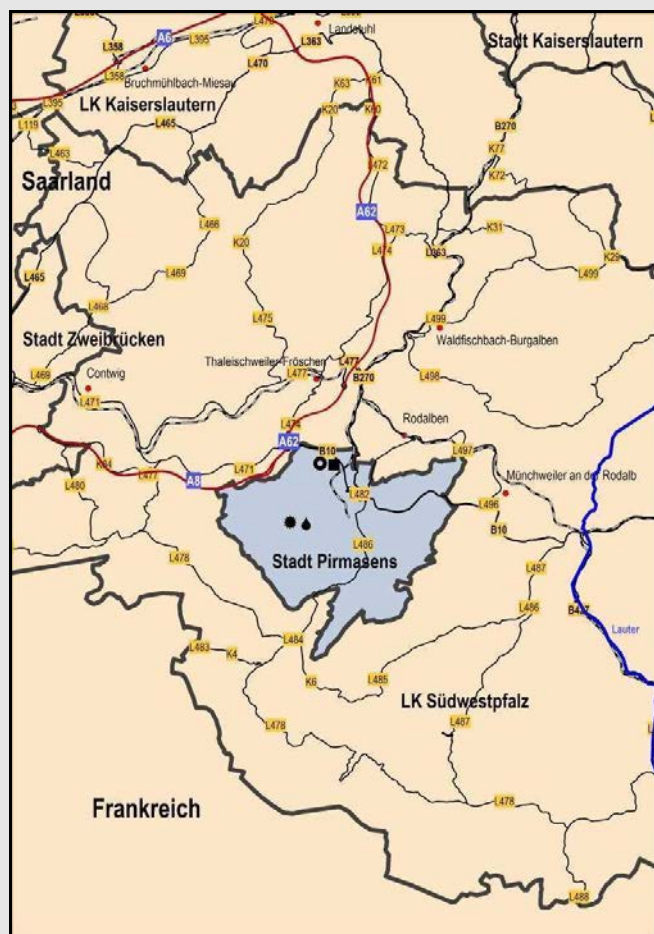 L470
L395
A6
Landstuhl
L358
L363
Stadt Kaiserslautern
L470
L358
Bruchmühlbach-Miesau
K63
K61
L395
LK Kaiserslautern
K20
K60
L119
L465
B270
K77
L463
L472
K72
Saarland
A62
L466
L473
K31
K20
L474
L363
K29
L465
L469
L499
L468
L475
L499
Stadt Zweibrücken
Waldfischbach-Burgalben
Thaleischweiler-Fröschen
L477
L469
Contwig
L477
B270
L498
L471
L474
Rodalben
A62
B10
L497
K84
L471
L477
L480
A8
L482
Münchweiler an der Rodalb
L496
B10
L486
L478
Stadt Pirmasens
L487
L486
B427
Lauter
L484
L483
K4
K6
L485
LK Südwestpfalz
L478
L487
Frankreich
L478
L488